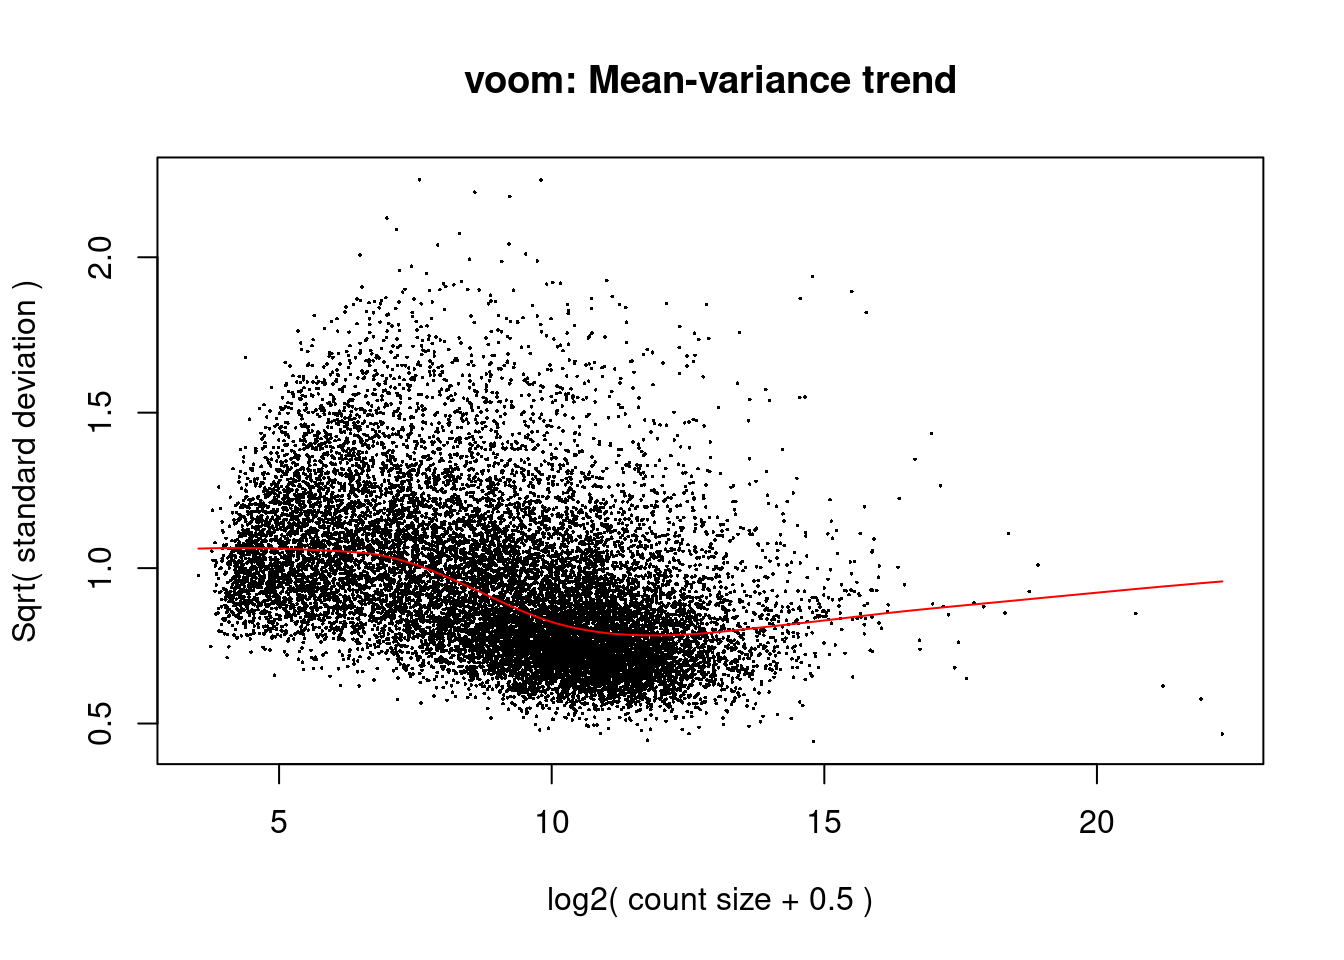 voom: Mean-variance trend
Sqrt( standard deviation )
2.0
1.5
1.0
0.5
5 10 15 20
log2( count size + 0.5 )